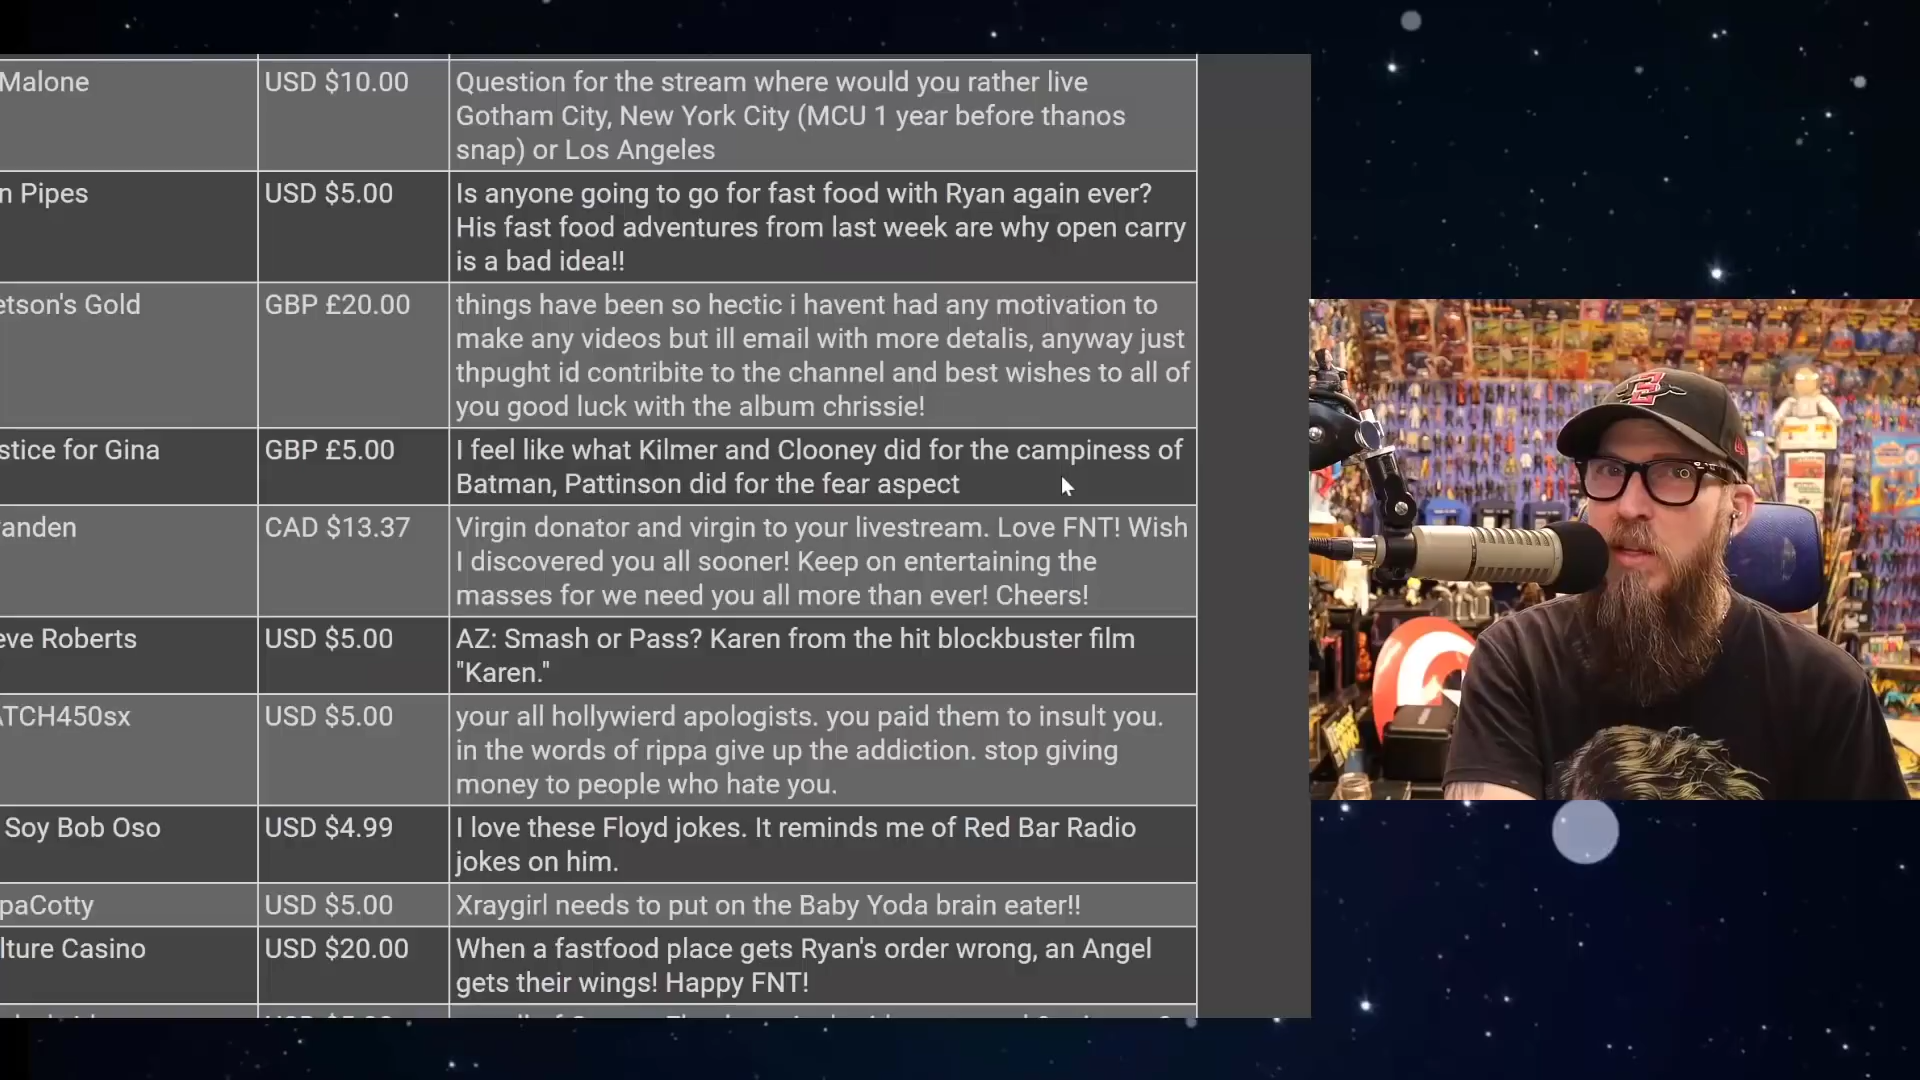 Malone
USD $10.00
Question for the stream where would you rather live
Gotham City, New York City (MCU 1 year before thanos
snap) or Los Angeles
n Pipes
USD $5.00
Is anyone going to go for fast food with Ryan again ever?
His fast food adventures from last week are why open carry
is a bad idea!!
etson's Gold
GBP £20.00
things have been so hectic i havent had any motivation to
make any videos but ill email with more detalis, anyway just
thpught id contribite to the channel and best wishes to all of
you good luck with the album chrissie!
stice for Gina
GBP £5.00
I feel like what Kilmer and Clooney did for the campiness of
Batman, Pattinson did for the fear aspect
anden
CAD $13.37
Virgin donator and virgin to your livestream. Love FNT! Wish
I discovered you all sooner! Keep on entertaining the
masses for we need you all more than ever! Cheers!
eve Roberts
USD $5.00
AZ: Smash or Pass? Karen from the hit blockbuster film
"Karen."
ATCH450sx
USD $5.00
your all hollywierd apologists. you paid them to insult you.
in the words of rippa give up the addiction. stop giving
money to people who hate you.
Soy Bob Oso
USD $4.99
I love these Floyd jokes. It reminds me of Red Bar Radio
jokes on him.
paCotty
USD $5.00
Xraygirl needs to put on the Baby Yoda brain eater!!
lture Casino
USD $20.00
When a fastfood place gets Ryan's order wrong, an Angel
gets their wings! Happy FNT!